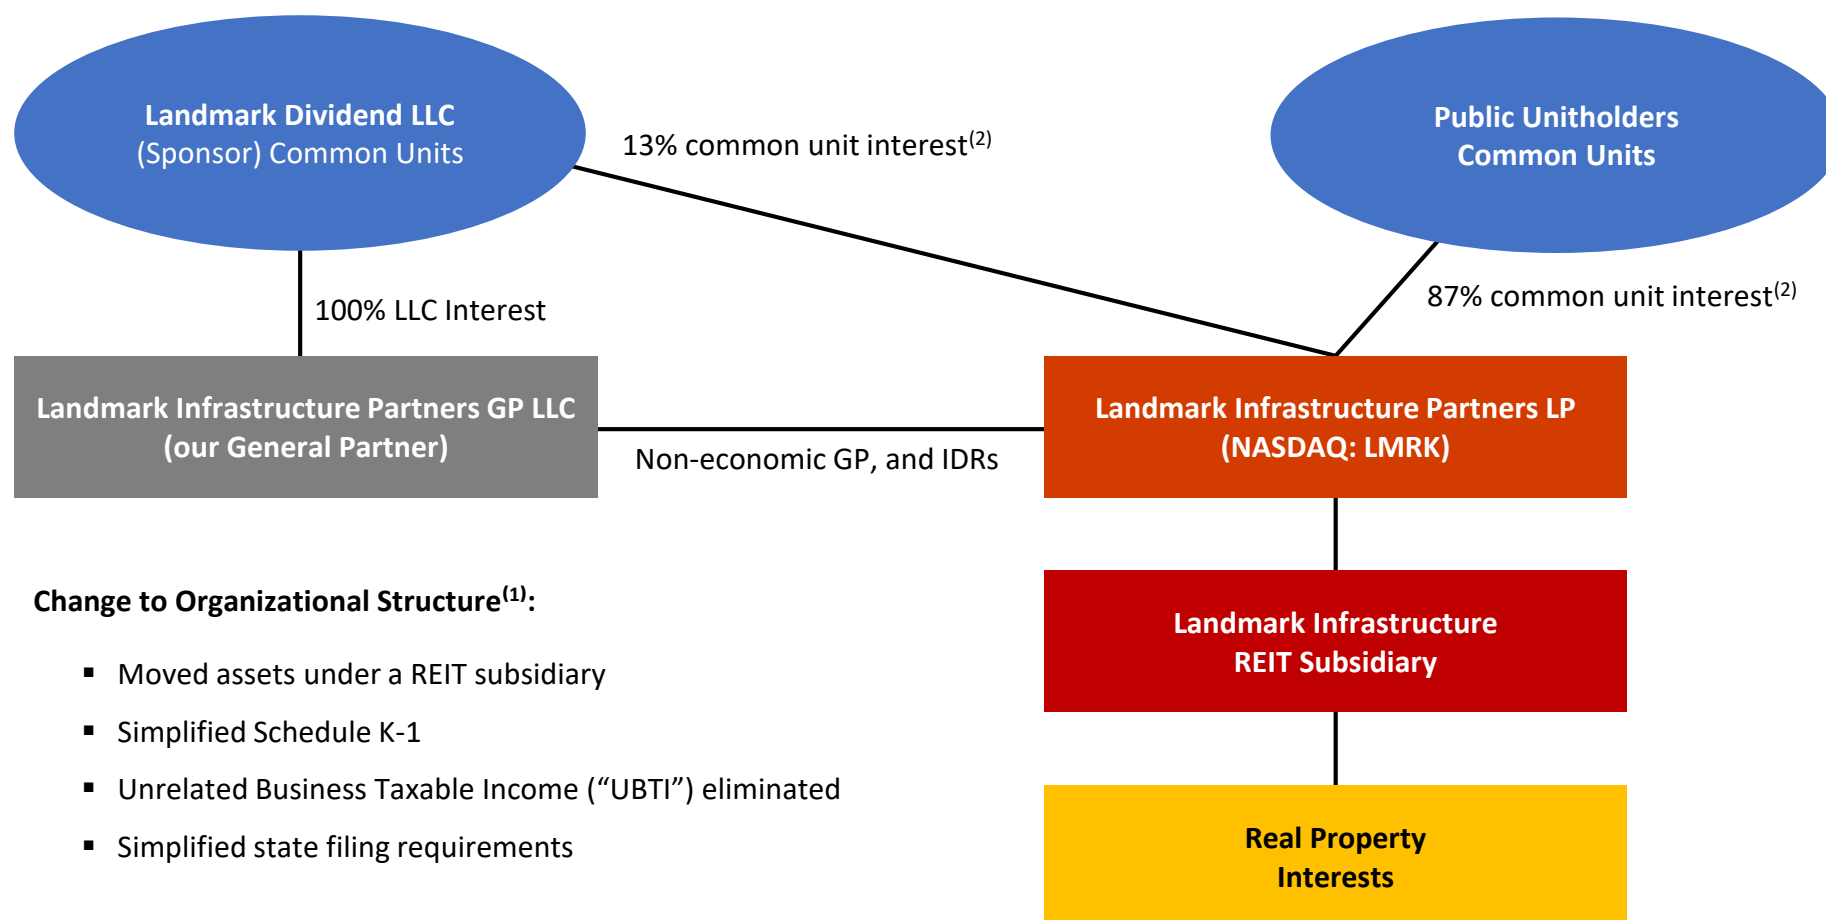 Landmark Dividend LLC
(Sponsor) Common Units
13% common unit interest(2)
Public Unitholders
Common Units
100% LLC Interest
87% common unit interest(2)
Landmark Infrastructure Partners GP LLC
(our General Partner)
Non-economic GP, and IDRs
Landmark Infrastructure Partners LP
(NASDAQ: LMRK)
Change to Organizational Structure(1):
▪ Moved assets under a REIT subsidiary
▪ Simplified Schedule K-1
▪ Unrelated Business Taxable Income (“UBTI”) eliminated
▪ Simplified state filing requirements
Landmark Infrastructure
REIT Subsidiary
Real Property
Interests